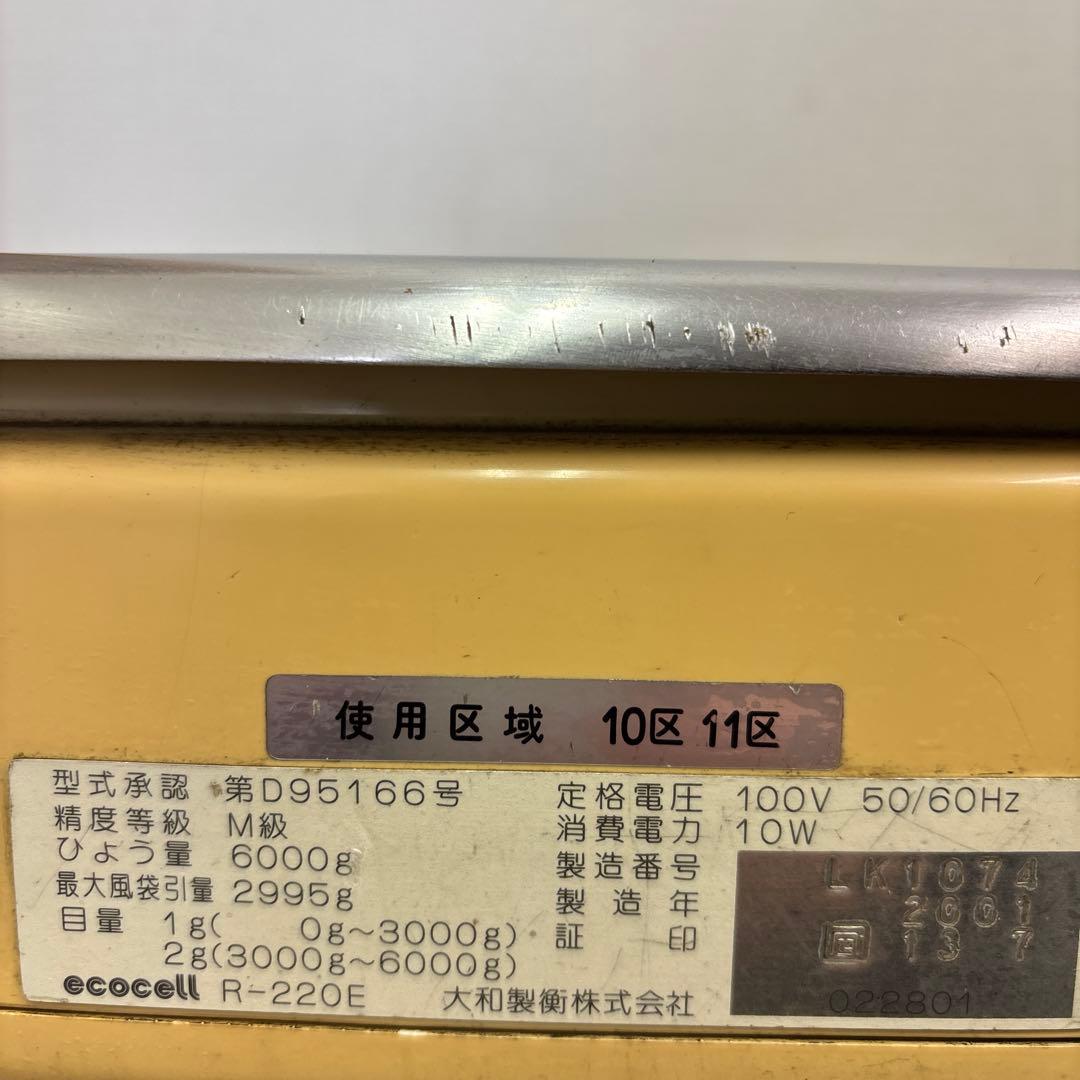 使用区域 10区 11区
型式承認 第D95166号
精度等級 M級
ひょう量 6000g
最大風袋引量 2995g
目量 1g( 0g~3000g)
2g(3000g~6000g)
ecocell R-220E 大和製衡株式会社
定格電圧 100V 50/60Hz
消費電力 10W
製造番号 LK1074
製造年 2001
証印 13 7
022801